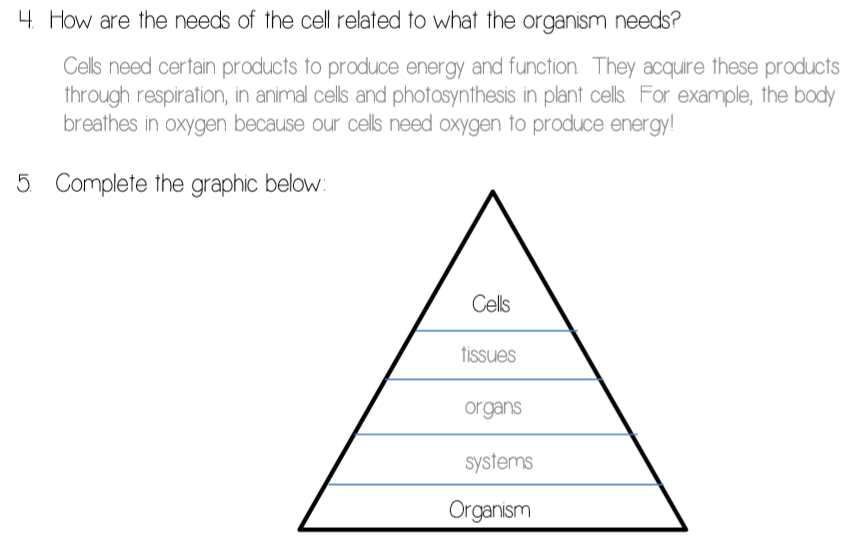 4. How are the needs of the cell related to what the organism needs?
Cells need certain products to produce energy and function. They acquire these products
through respiration, in animal cells and photosynthesis in plant cells. For example, the body
breathes in oxygen because our cells need oxygen to produce energy!
5. Complete the graphic below:
Cells
tissues
organs
systems
Organism